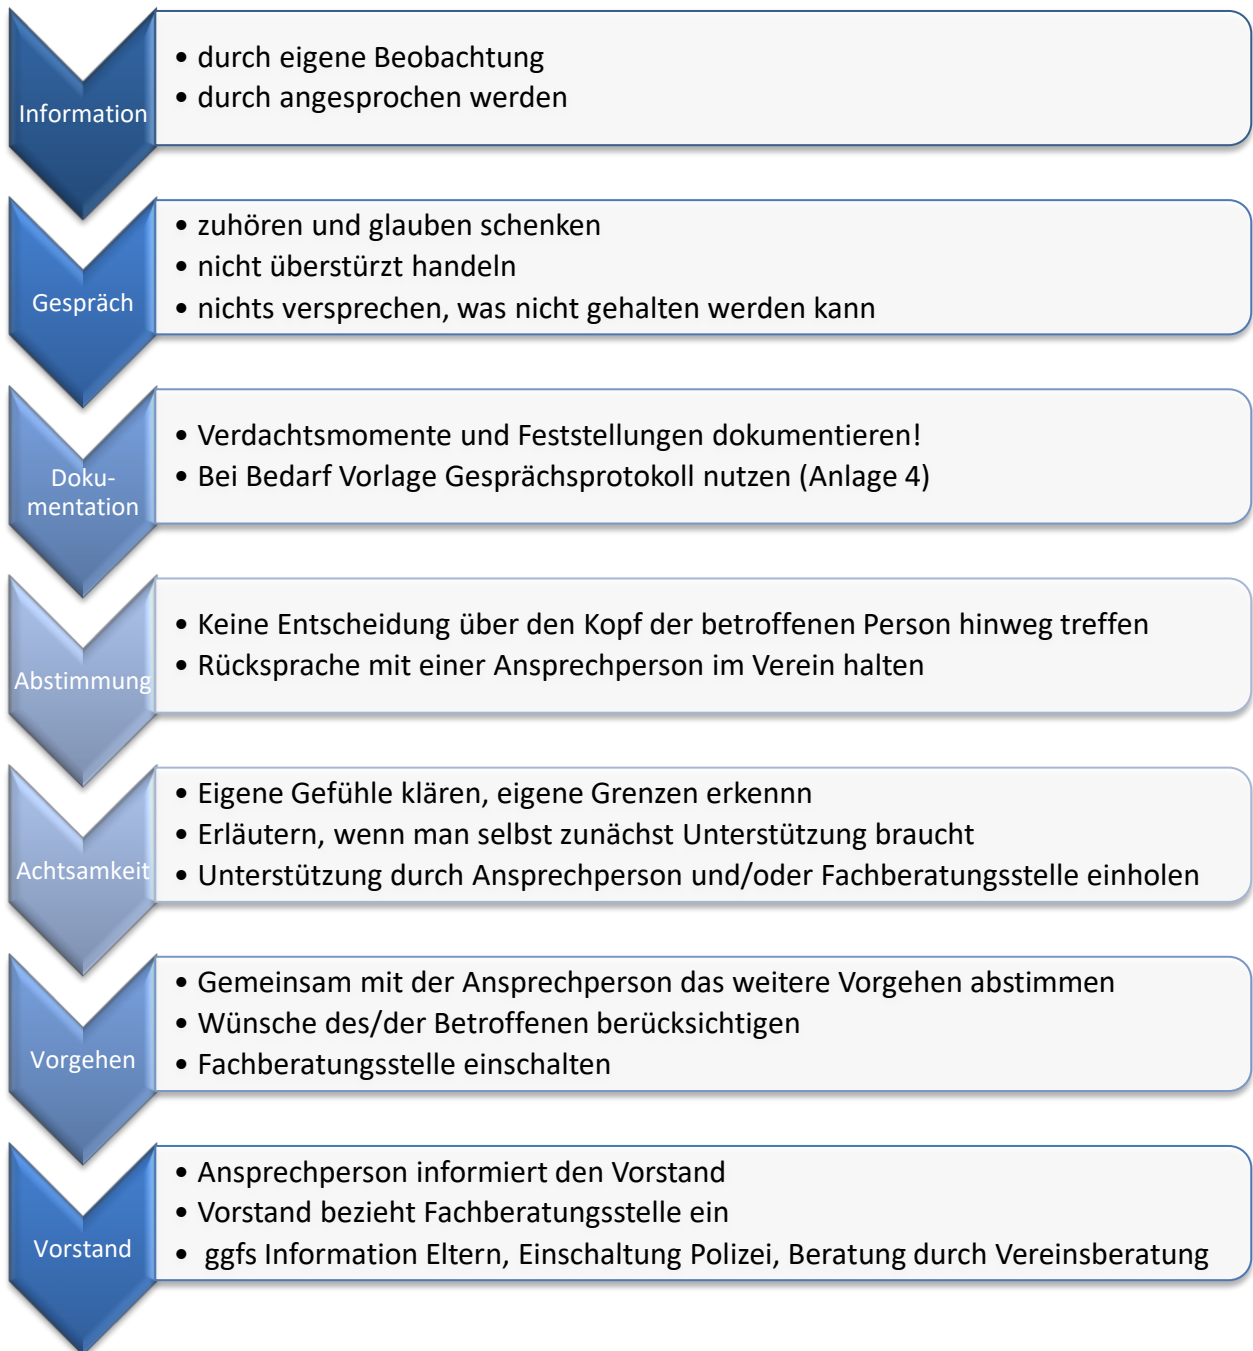 Information
• durch eigene Beobachtung
• durch angesprochen werden
Gespräch
• zuhören und glauben schenken
• nicht überstürzt handeln
• nichts versprechen, was nicht gehalten werden kann
Doku-
mentation
• Verdachtsmomente und Feststellungen dokumentieren!
• Bei Bedarf Vorlage Gesprächsprotokoll nutzen (Anlage 4)
Abstimmung
• Keine Entscheidung über den Kopf der betroffenen Person hinweg treffen
• Rücksprache mit einer Ansprechperson im Verein halten
Achtsamkeit
• Eigene Gefühle klären, eigene Grenzen erkennn
• Erläutern, wenn man selbst zunächst Unterstützung braucht
• Unterstützung durch Ansprechperson und/oder Fachberatungsstelle einholen
Vorgehen
• Gemeinsam mit der Ansprechperson das weitere Vorgehen abstimmen
• Wünsche des/der Betroffenen berücksichtigen
• Fachberatungsstelle einschalten
Vorstand
• Ansprechperson informiert den Vorstand
• Vorstand bezieht Fachberatungsstelle ein
• ggfs Information Eltern, Einschaltung Polizei, Beratung durch Vereinsberatung